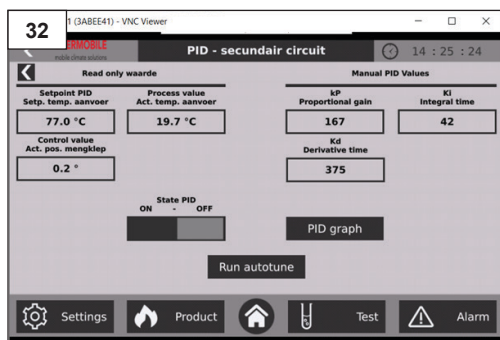 32
1 (3ABEE41) - VNC Viewer
ERMOBILE
mobile climate solutions
PID - secundair circuit
14 : 25 : 24
Read only waarde
Manual PID Values
Setpoint PID
Setp. temp. aanvoer
Process value
Act. temp. aanvoer
kP
Proportional gain
Ki
Integral time
77.0 °C
19.7 °C
167
42
Control value
Act. pos. mengklep
Kd
Derivative time
0.2 °
375
State PID
ON - OFF
PID graph
Run autotune
Settings
Product
Test
Alarm